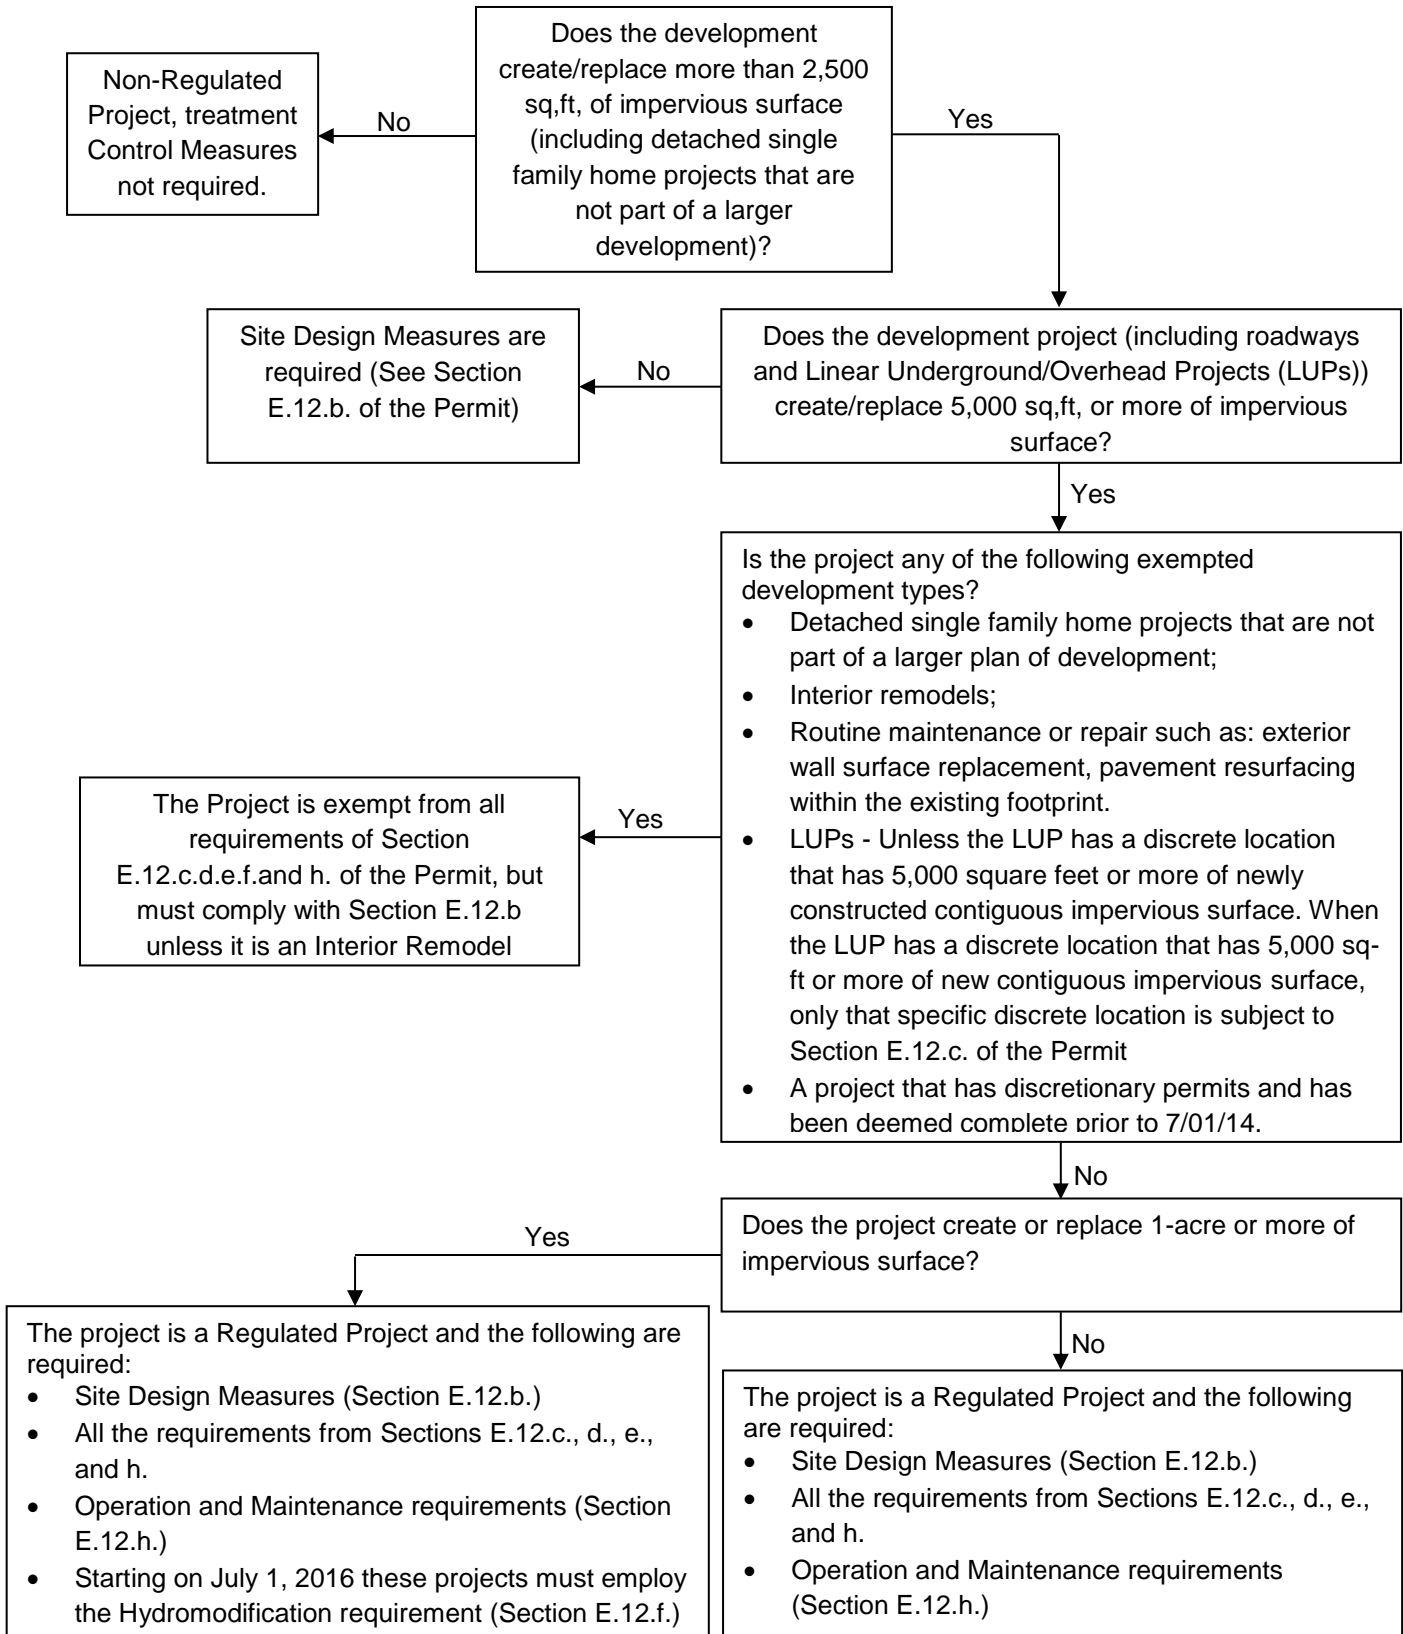 Does the development
create/replace more than 2,500
sq,ft, of impervious surface
(including detached single
family home projects that are
not part of a larger
development)?
Non-Regulated
Project, treatment
Control Measures
not required.
No
Yes
Site Design Measures are
required (See Section
E.12.b. of the Permit)
No
Does the development project (including roadways
and Linear Underground/Overhead Projects (LUPs))
create/replace 5,000 sq,ft, or more of impervious
surface?
Yes
Is the project any of the following exempted
development types?
• Detached single family home projects that are not
part of a larger plan of development;
• Interior remodels;
• Routine maintenance or repair such as: exterior
wall surface replacement, pavement resurfacing
within the existing footprint.
• LUPs - Unless the LUP has a discrete location
that has 5,000 square feet or more of newly
constructed contiguous impervious surface. When
the LUP has a discrete location that has 5,000 sq-
ft or more of new contiguous impervious surface,
only that specific discrete location is subject to
Section E.12.c. of the Permit
• A project that has discretionary permits and has
been deemed complete prior to 7/01/14.
Yes
The Project is exempt from all
requirements of Section
E.12.c.d.e.f.and h. of the Permit, but
must comply with Section E.12.b
unless it is an Interior Remodel
No
Does the project create or replace 1-acre or more of
impervious surface?
Yes
The project is a Regulated Project and the following are
required:
• Site Design Measures (Section E.12.b.)
• All the requirements from Sections E.12.c., d., e.,
and h.
• Operation and Maintenance requirements (Section
E.12.h.)
• Starting on July 1, 2016 these projects must employ
the Hydromodification requirement (Section E.12.f.)
No
The project is a Regulated Project and the following
are required:
• Site Design Measures (Section E.12.b.)
• All the requirements from Sections E.12.c., d., e.,
and h.
• Operation and Maintenance requirements
(Section E.12.h.)